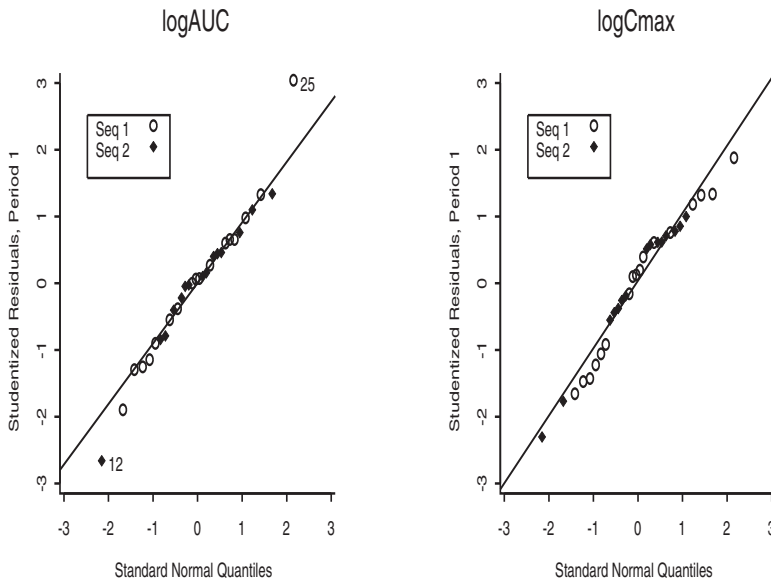 logAUC
Studentized Residuals, Period 1
3
2
1
0
-1
-2
-3
Seq 1
Seq 2
25
12
-3 -2 -1 0 1 2 3
Standard Normal Quantiles
logCmax
Studentized Residuals, Period 1
3
2
1
0
-1
-2
-3
Seq 1
Seq 2
-3 -2 -1 0 1 2 3
Standard Normal Quantiles